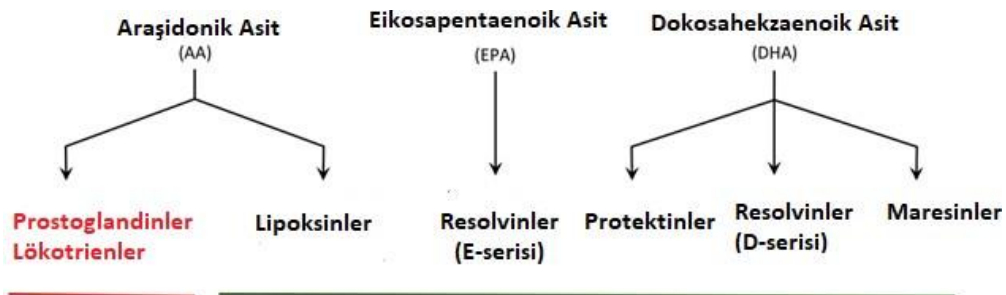 Araşidonik Asit
(AA)
Eikosapentaenoik Asit
(EPA)
Dokosahekzaenoik Asit
(DHA)
Prostoglandinler
Lökotrienler
Lipoksinler
Resolvinler
(E-serisi)
Protektinler
Resolvinler
(D-serisi)
Maresinler